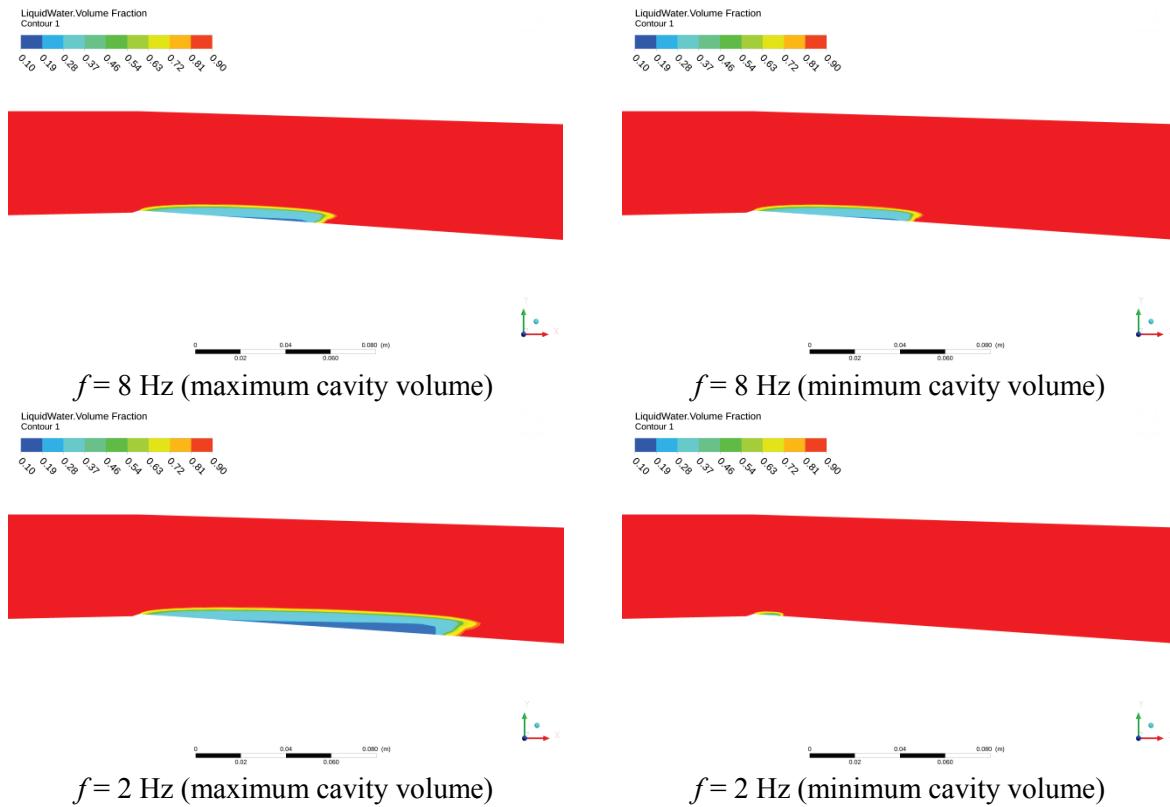 LiquidWater.Volume Fraction
Contour 1
0.10 0.19 0.28 0.37 0.46 0.54 0.63 0.72 0.81 0.90
Y
X
0 0.04 0.080 (m)
0.02 0.060
f = 8 Hz (maximum cavity volume)
LiquidWater.Volume Fraction
Contour 1
0.10 0.19 0.28 0.37 0.46 0.54 0.63 0.72 0.81 0.90
Y
X
0 0.04 0.080 (m)
0.02 0.060
f = 8 Hz (minimum cavity volume)
LiquidWater.Volume Fraction
Contour 1
0.10 0.19 0.28 0.37 0.46 0.54 0.63 0.72 0.81 0.90
Y
X
0 0.04 0.080 (m)
0.02 0.060
f = 2 Hz (maximum cavity volume)
LiquidWater.Volume Fraction
Contour 1
0.10 0.19 0.28 0.37 0.46 0.54 0.63 0.72 0.81 0.90
Y
X
0 0.04 0.080 (m)
0.02 0.060
f = 2 Hz (minimum cavity volume)